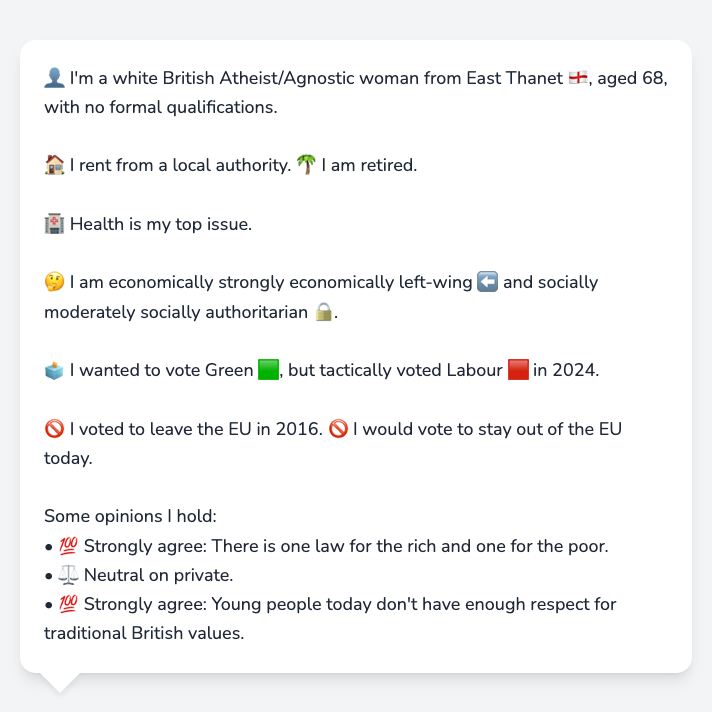 👤 I'm a white British Atheist/Agnostic woman from East Thanet 🏴󠁧󠁢󠁥󠁮󠁧󠁿, aged 68,
with no formal qualifications.
🏠 I rent from a local authority. 🌴 I am retired.
🏥 Health is my top issue.
🤔 I am economically strongly economically left-wing ⬅️ and socially
moderately socially authoritarian 🔒.
🗳️ I wanted to vote Green 🟩, but tactically voted Labour 🟥 in 2024.
🚫 I voted to leave the EU in 2016. 🚫 I would vote to stay out of the EU
today.
Some opinions I hold:
• 💯 Strongly agree: There is one law for the rich and one for the poor.
• ⚖️ Neutral on private.
• 💯 Strongly agree: Young people today don't have enough respect for
traditional British values.